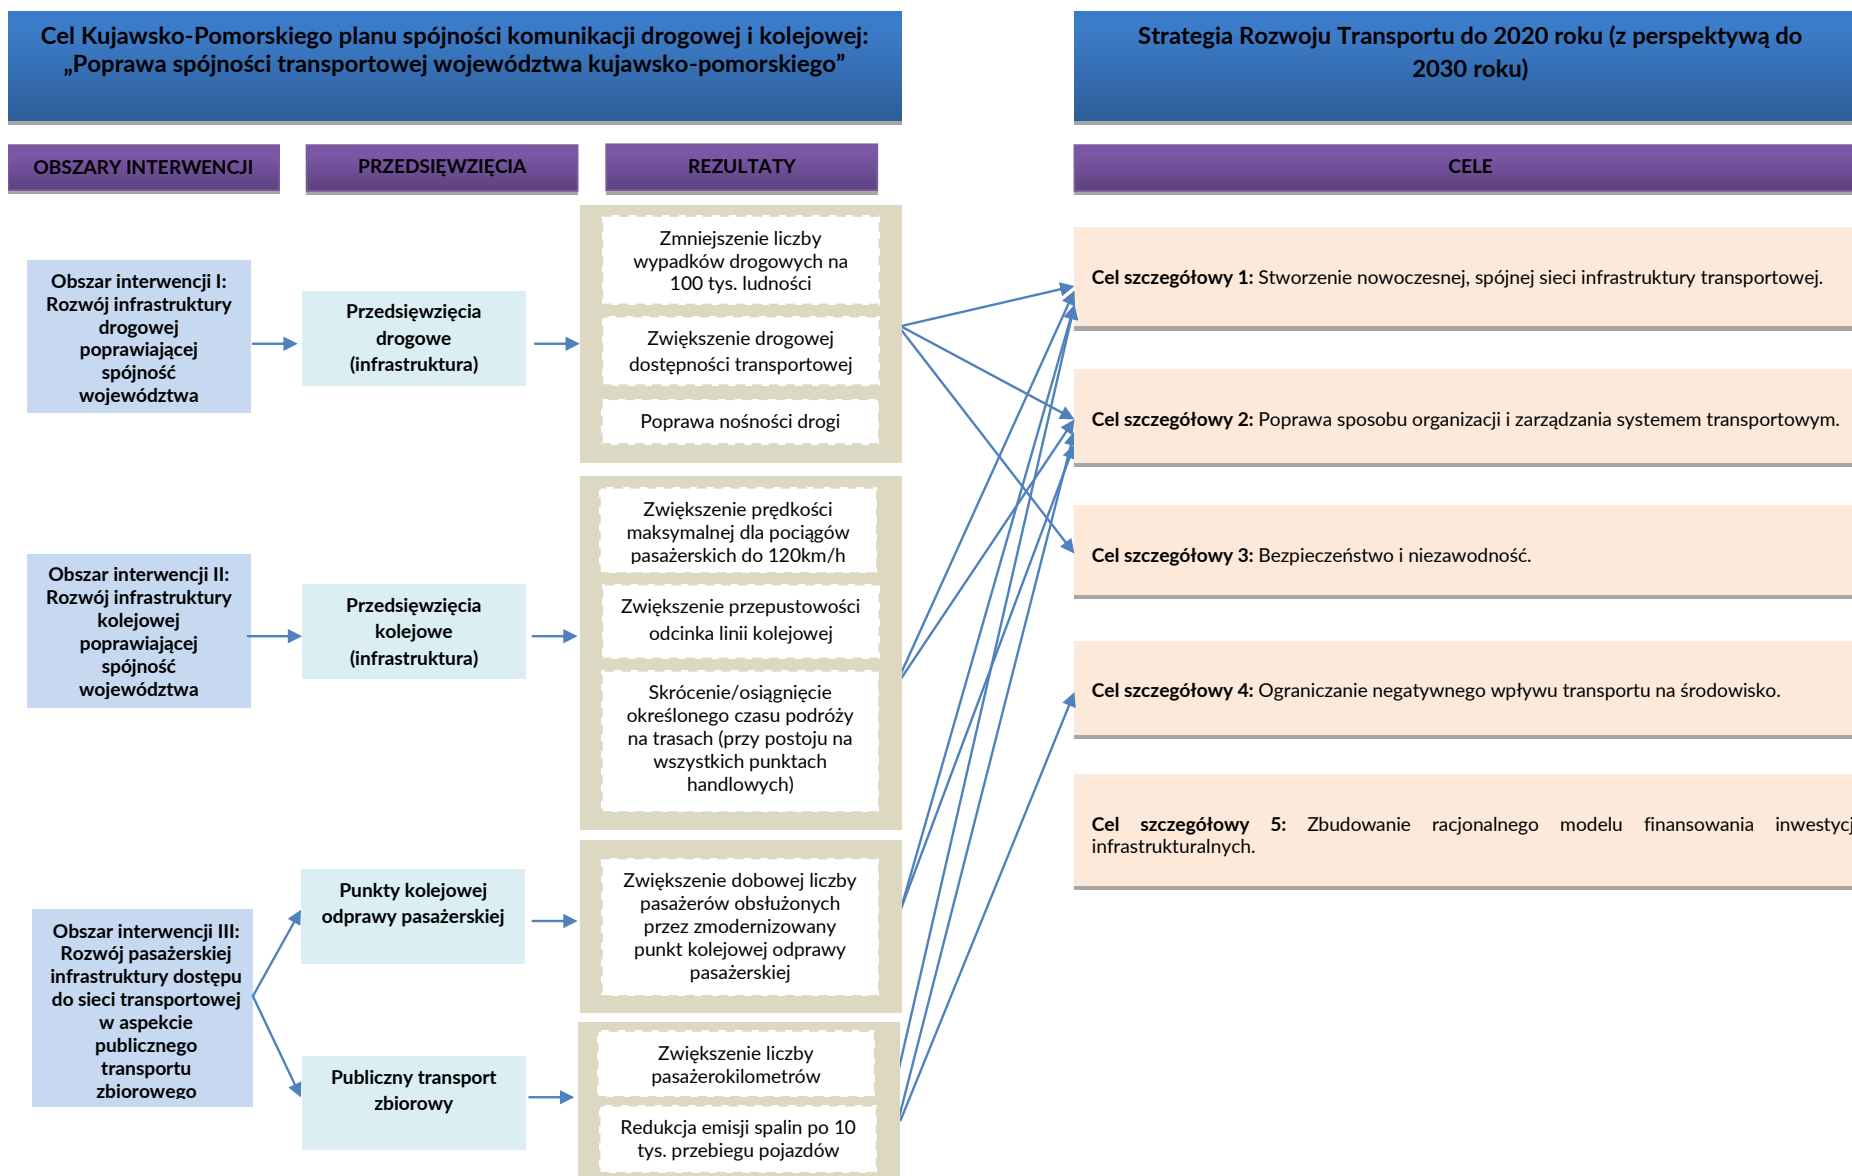 Cel Kujawsko-Pomorskiego planu spójności komunikacji drogowej i kolejowej:
„Poprawa spójności transportowej województwa kujawsko-pomorskiego”
Strategia Rozwoju Transportu do 2020 roku (z perspektywą do
2030 roku)
OBSZARY INTERWENCJI
PRZEDSIĘWZIĘCIA
REZULTATY
CELE
Obszar interwencji I:
Rozwój infrastruktury
drogowej
poprawiającej
spójność
województwa
Przedsięwzięcia
drogowe
(infrastruktura)
Zmniejszenie liczby
wypadków drogowych na
100 tys. ludności
Zwiększenie drogowej
dostępności transportowej
Poprawa nośności drogi
Obszar interwencji II:
Rozwój infrastruktury
kolejowej
poprawiającej
spójność
województwa
Przedsięwzięcia
kolejowe
(infrastruktura)
Zwiększenie prędkości
maksymalnej dla pociągów
pasażerskich do 120km/h
Zwiększenie przepustowości
odcinka linii kolejowej
Skrócenie/osiągnięcie
określonego czasu podróży
na trasach (przy postoju na
wszystkich punktach
handlowych)
Obszar interwencji III:
Rozwój pasażerskiej
infrastruktury dostępu
do sieci transportowej
w aspekcie
publicznego
transportu
zbiorowego
Punkty kolejowej
odprawy pasażerskiej
Zwiększenie dobowej liczby
pasażerów obsłużonych
przez zmodernizowany
punkt kolejowej odprawy
pasażerskiej
Publiczny transport
zbiorowy
Zwiększenie liczby
pasażerokilometrów
Redukcja emisji spalin po 10
tys. przebiegu pojazdów
Cel szczegółowy 1: Stworzenie nowoczesnej, spójnej sieci infrastruktury transportowej.
Cel szczegółowy 2: Poprawa sposobu organizacji i zarządzania systemem transportowym.
Cel szczegółowy 3: Bezpieczeństwo i niezawodność.
Cel szczegółowy 4: Ograniczanie negatywnego wpływu transportu na środowisko.
Cel szczegółowy 5: Zbudowanie racjonalnego modelu finansowania inwestycj
infrastrukturalnych.